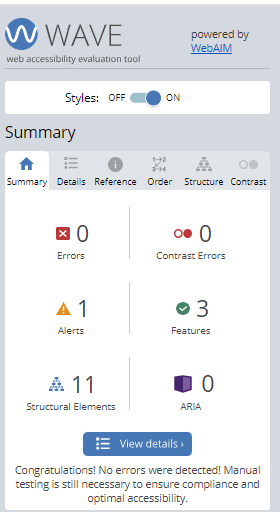 WAVE
powered by
WebAIM
web accessibility evaluation tool
Styles: OFF ON
Summary
Summary Details Reference Order Structure Contrast
0 0
Errors Contrast Errors
1 3
Alerts Features
11 0
Structural Elements ARIA
View details ›
Congratulations! No errors were detected! Manual
testing is still necessary to ensure compliance and
optimal accessibility.